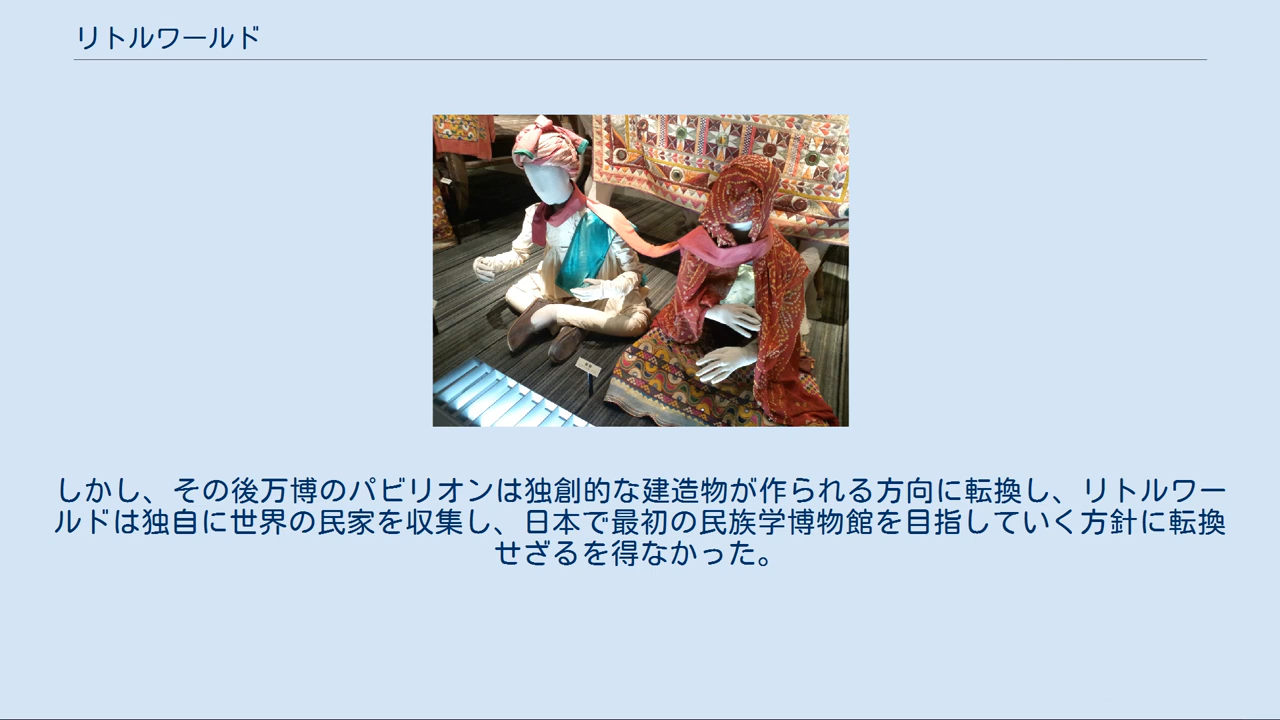 リトルワールド
しかし、その後万博のパビリオンは独創的な建造物が作られる方向に転換し、リトルワー
ルドは独自に世界の民家を収集し、日本で最初の民族学博物館を目指していく方針に転換
せざるを得なかった。